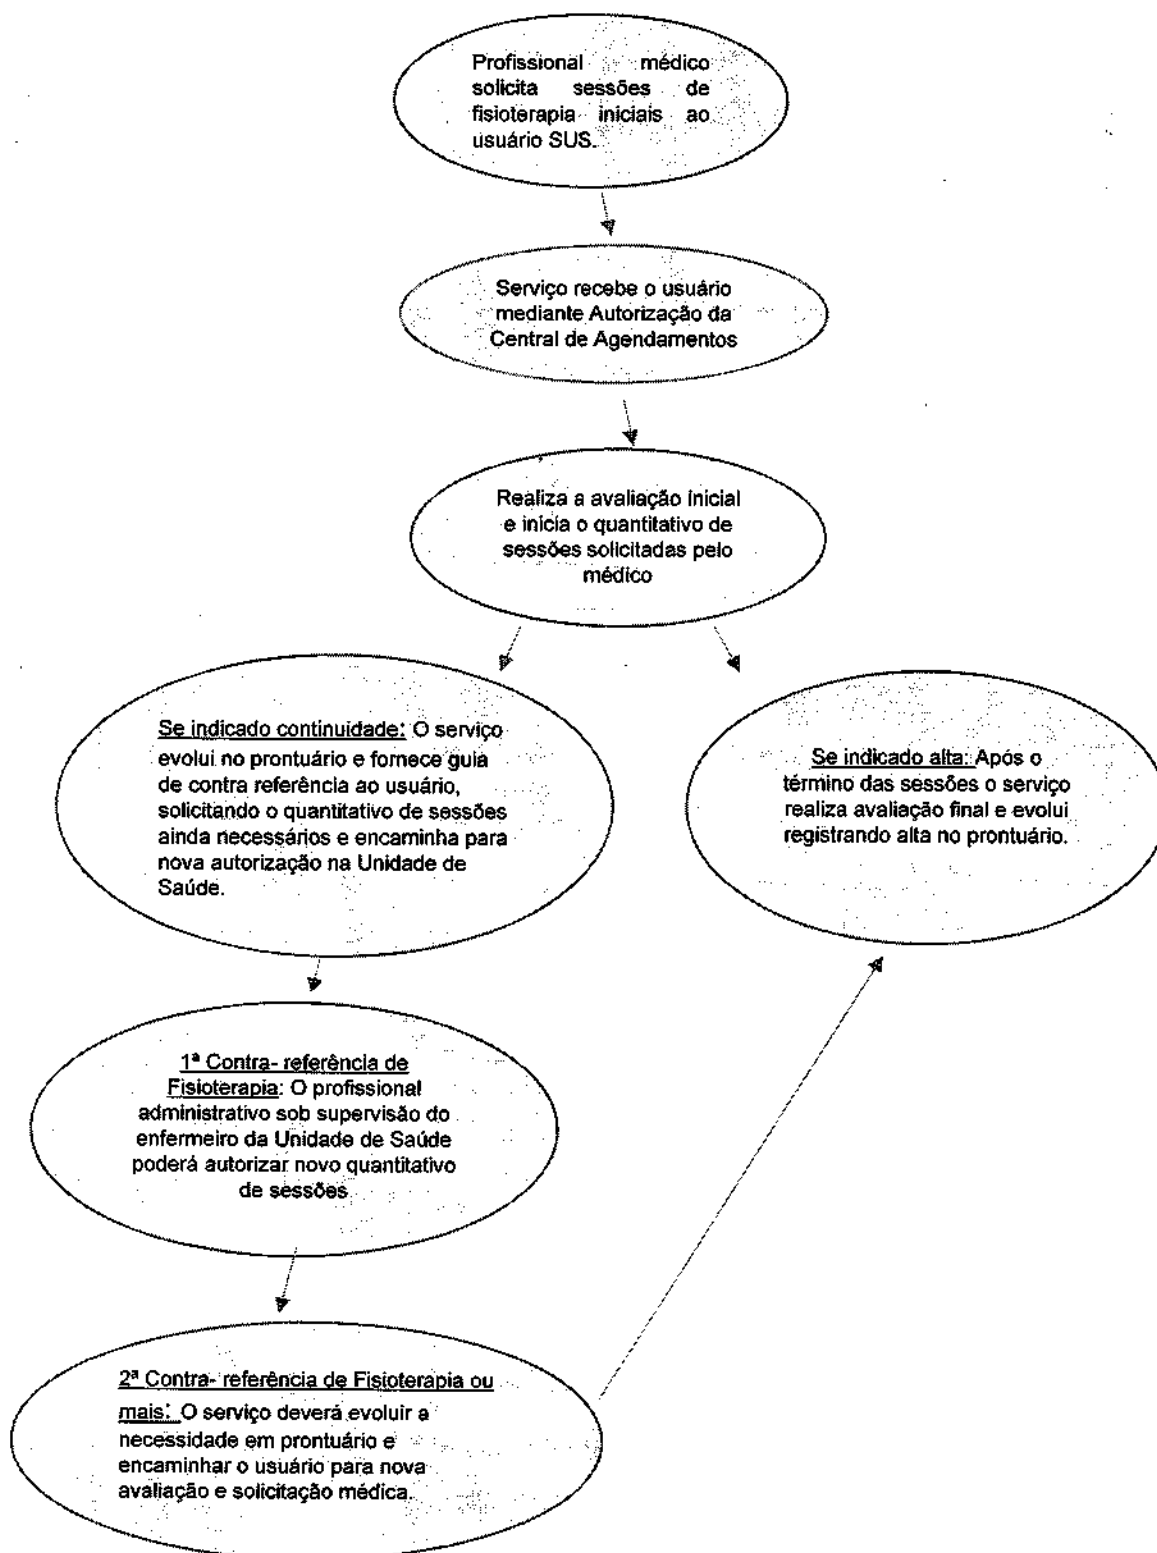 Profissional médico
solicita sessões de
fisioterapia iniciais ao
usuário SUS.
Serviço recebe o usuário
mediante Autorização da
Central de Agendamentos
Realiza a avaliação inicial
e inicia o quantitativo de
sessões solicitadas pelo
médico
Se indicado continuidade: O serviço
evolui no prontuário e fornece guia
de contra referência ao usuário,
solicitando o quantitativo de sessões
ainda necessários e encaminha para
nova autorização na Unidade de
Saúde.
Se indicado alta: Após o
término das sessões o serviço
realiza avaliação final e evolui
registrando alta no prontuário.
1ª Contra- referência de
Fisioterapia: O profissional
administrativo sob supervisão do
enfermeiro da Unidade de Saúde
poderá autorizar novo quantitativo
de sessões
2ª Contra- referência de Fisioterapia ou
mais: O serviço deverá evoluir a
necessidade em prontuário e
encaminhar o usuário para nova
avaliação e solicitação médica.